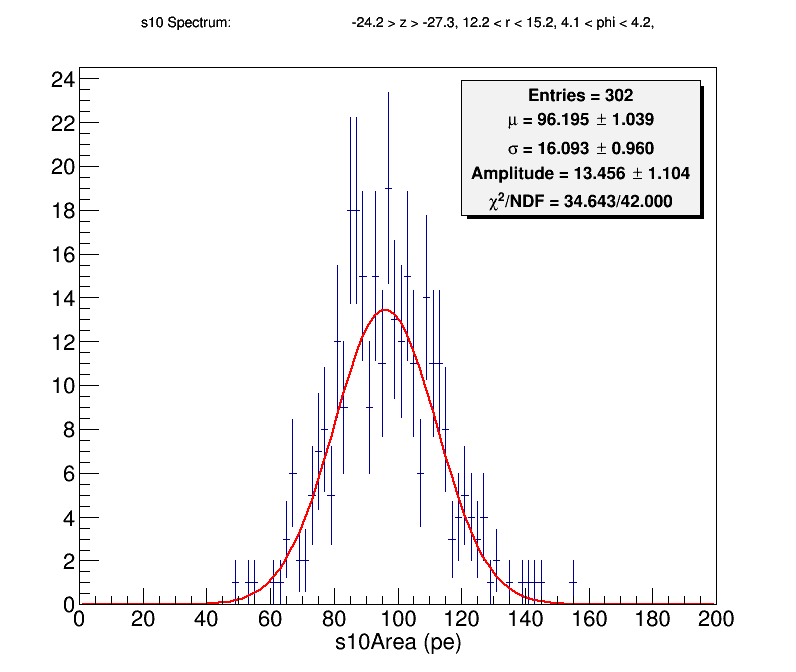 s10 Spectrum: -24.2 > z > -27.3, 12.2 < r < 15.2, 4.1 < phi < 4.2,
Entries = 302
μ = 96.195 ± 1.039
σ = 16.093 ± 0.960
Amplitude = 13.456 ± 1.104
χ²/NDF = 34.643/42.000
24
22
20
18
16
14
12
10
8
6
4
2
0
0 20 40 60 80 100 120 140 160 180 200
s10Area (pe)